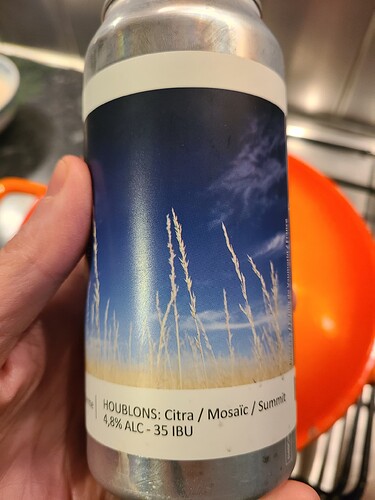 HOUBLONS: Citra / Mosaïc / Summit
4,8% ALC - 35 IBU